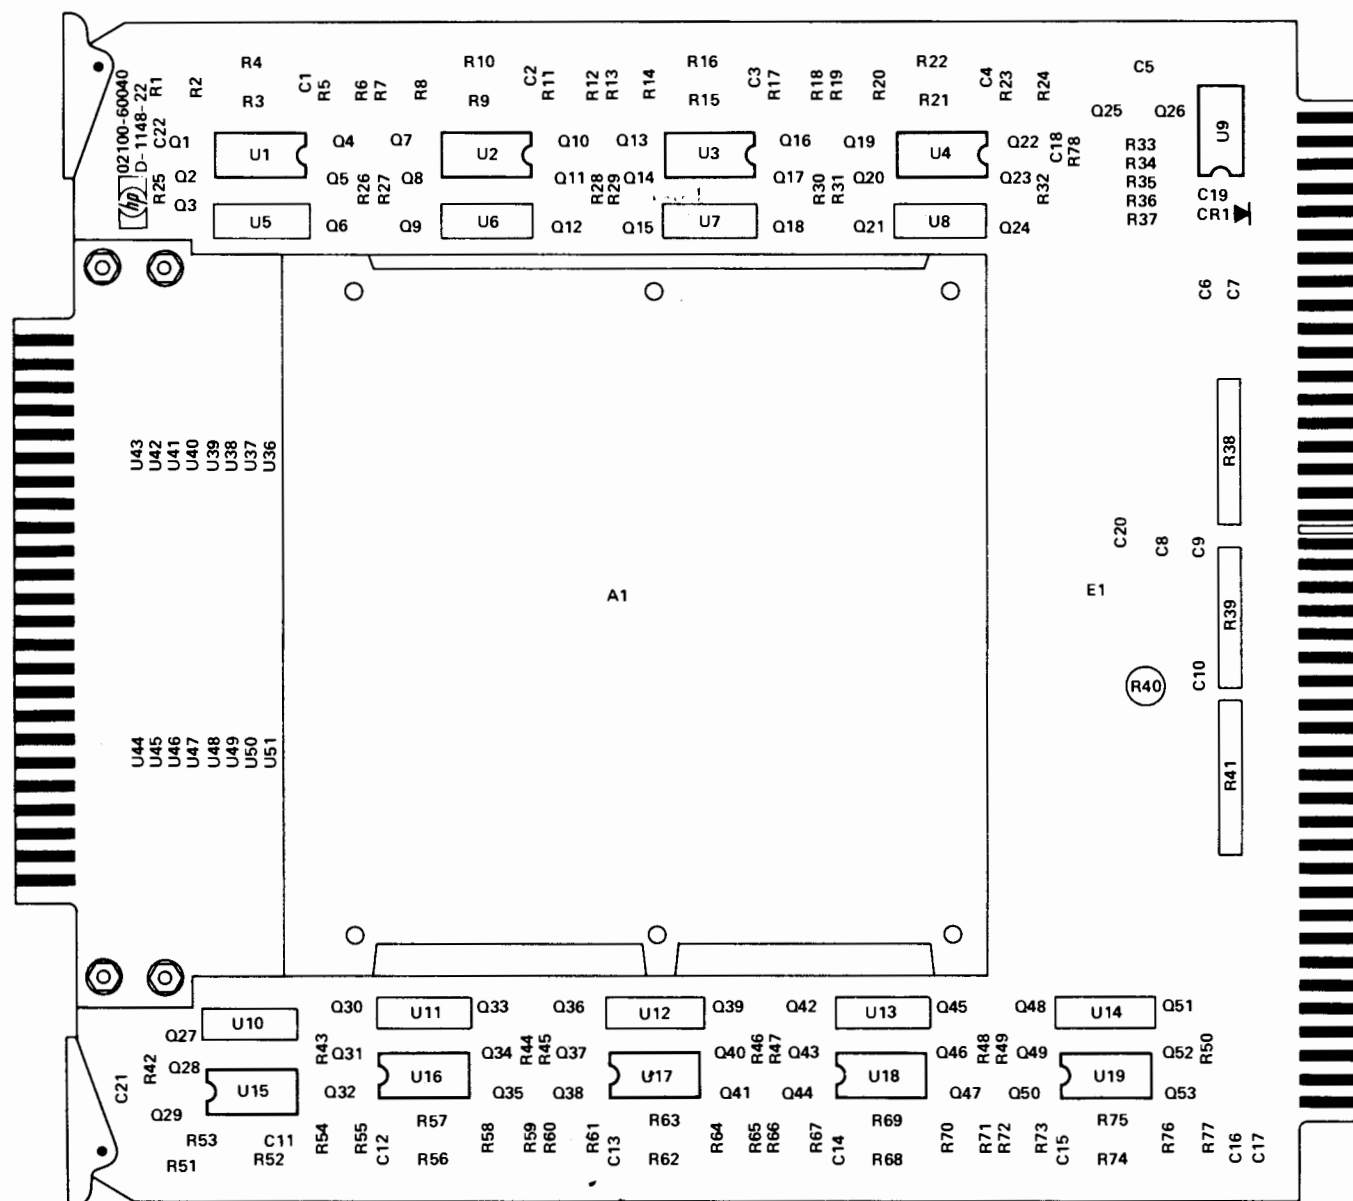 R4 R10 R16 R22 C5
R1 R2 C1 R5 R6 R7 R8 C2 R11 R12 R13 R14 C3 R17 R18 R19 R20 C4 R23 R24
R3 R9 R15 R21
02100-60040
D-1148-22
hp
Q25 Q26 U9
C22 Q1 U1 Q4 Q7 U2 Q10 Q13 U3 Q16 Q19 U4 Q22 C18 R78 R33
R34
R25 Q2 Q5 R26 R27 Q8 Q11 R28 R29 Q14 Q17 R30 R31 Q20 Q23 R32 R35
Q3 R36 C19
U5 Q6 Q9 U6 Q12 Q15 U7 Q18 Q21 U8 Q24 R37 CR1
C6 C7
U43 U42 U41 U40 U39 U38 U37 U36 R38
C20 C8 C9
A1 E1 R39
R40 C10
U44 U45 U46 U47 U48 U49 U50 U51 R41
Q30 U11 Q33 Q36 U12 Q39 Q42 U13 Q45 Q48 U14 Q51
Q27 U10
R42 Q28 R43 Q31 Q34 R44 R45 Q37 Q40 R46 R47 Q43 Q46 R48 R49 Q49 Q52 R50
U16 U17 U18 U19
C21 U15 Q32 Q35 Q38 Q41 Q44 Q47 Q50 Q53
Q29
R57 R63 R69 R75
R53 C11 R54 R55 C12 R58 R59 R60 R61 C13 R64 R65 R66 R67 C14 R70 R71 R72 R73 C15 R76 R77 C16 C17
R51 R52 R56 R62 R68 R74